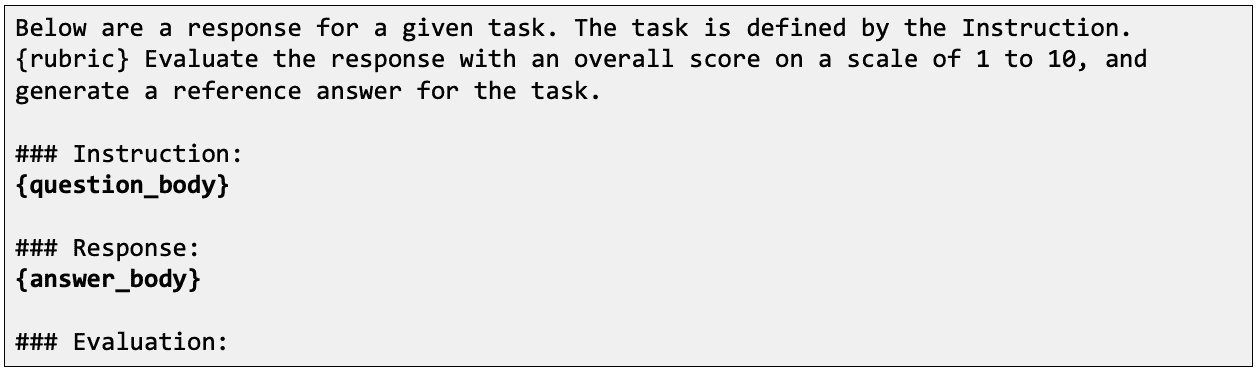 Below are a response for a given task. The task is defined by the Instruction.
{rubric} Evaluate the response with an overall score on a scale of 1 to 10, and
generate a reference answer for the task.
### Instruction:
{question_body}
### Response:
{answer_body}
### Evaluation: